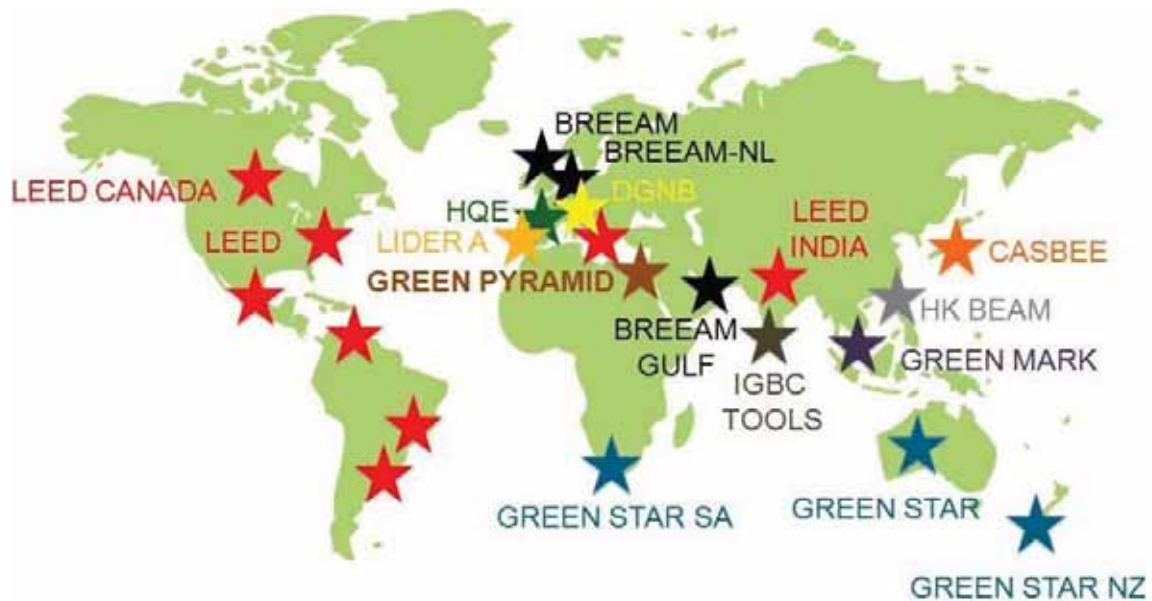 BREEAM
BREEAM-NL
LEED CANADA
DGNB
HQE
LEED
INDIA
LEED
LIDER A
CASBEE
GREEN PYRAMID
HK BEAM
BREEAM
GULF
GREEN MARK
IGBC
TOOLS
GREEN STAR SA
GREEN STAR
GREEN STAR NZ